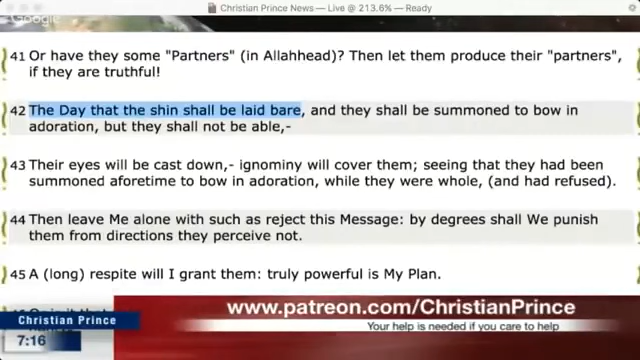 Christian Prince News — Live @ 213.6% — Ready
Google
41 Or have they some "Partners" (in Allahhead)? Then let them produce their "partners",
if they are truthful!
42 The Day that the shin shall be laid bare, and they shall be summoned to bow in
adoration, but they shall not be able,-
43 Their eyes will be cast down,- ignominy will cover them; seeing that they had been
summoned aforetime to bow in adoration, while they were whole, (and had refused).
44 Then leave Me alone with such as reject this Message: by degrees shall We punish
them from directions they perceive not.
45 A (long) respite will I grant them: truly powerful is My Plan.
www.patreon.com/ChristianPrince
Christian Prince
Your help is needed if you care to help
7:16